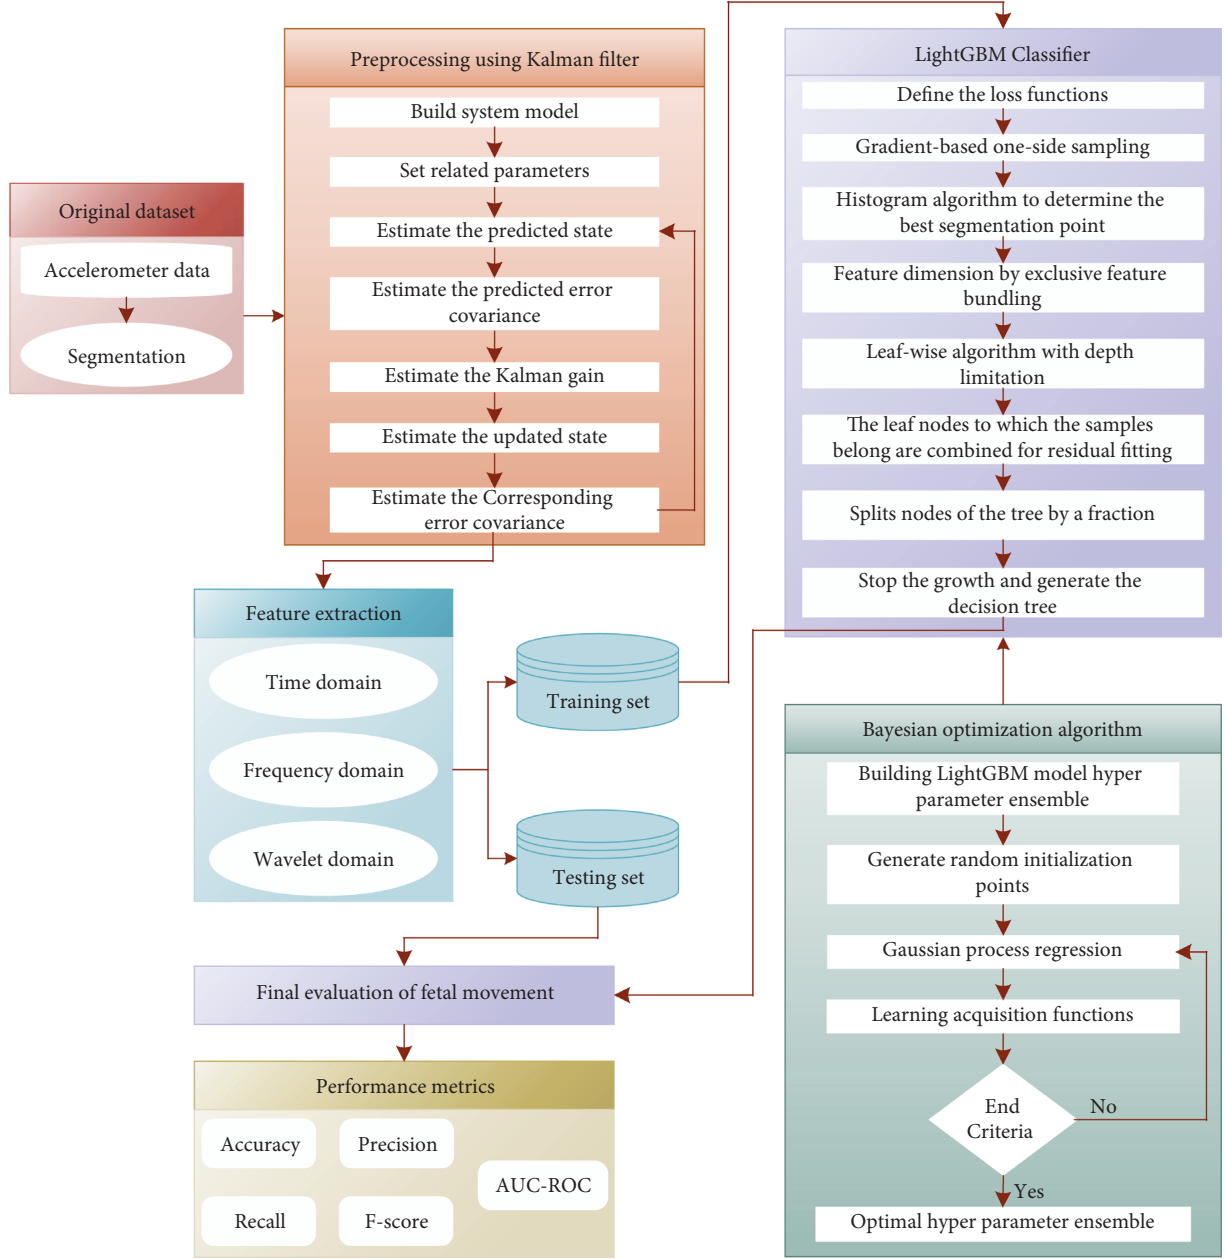 Original dataset
Accelerometer data
Segmentation
Preprocessing using Kalman filter
Build system model
Set related parameters
Estimate the predicted state
Estimate the predicted error
covariance
Estimate the Kalman gain
Estimate the updated state
Estimate the Corresponding
error covariance
Feature extraction
Time domain
Frequency domain
Wavelet domain
Training set
Testing set
LightGBM Classifier
Define the loss functions
Gradient-based one-side sampling
Histogram algorithm to determine the
best segmentation point
Feature dimension by exclusive feature
bundling
Leaf-wise algorithm with depth
limitation
The leaf nodes to which the samples
belong are combined for residual fitting
Splits nodes of the tree by a fraction
Stop the growth and generate the
decision tree
Bayesian optimization algorithm
Building LightGBM model hyper
parameter ensemble
Generate random initialization
points
Gaussian process regression
Learning acquisition functions
End
Criteria
No
Yes
Optimal hyper parameter ensemble
Final evaluation of fetal movement
Performance metrics
Accuracy
Precision
AUC-ROC
Recall
F-score